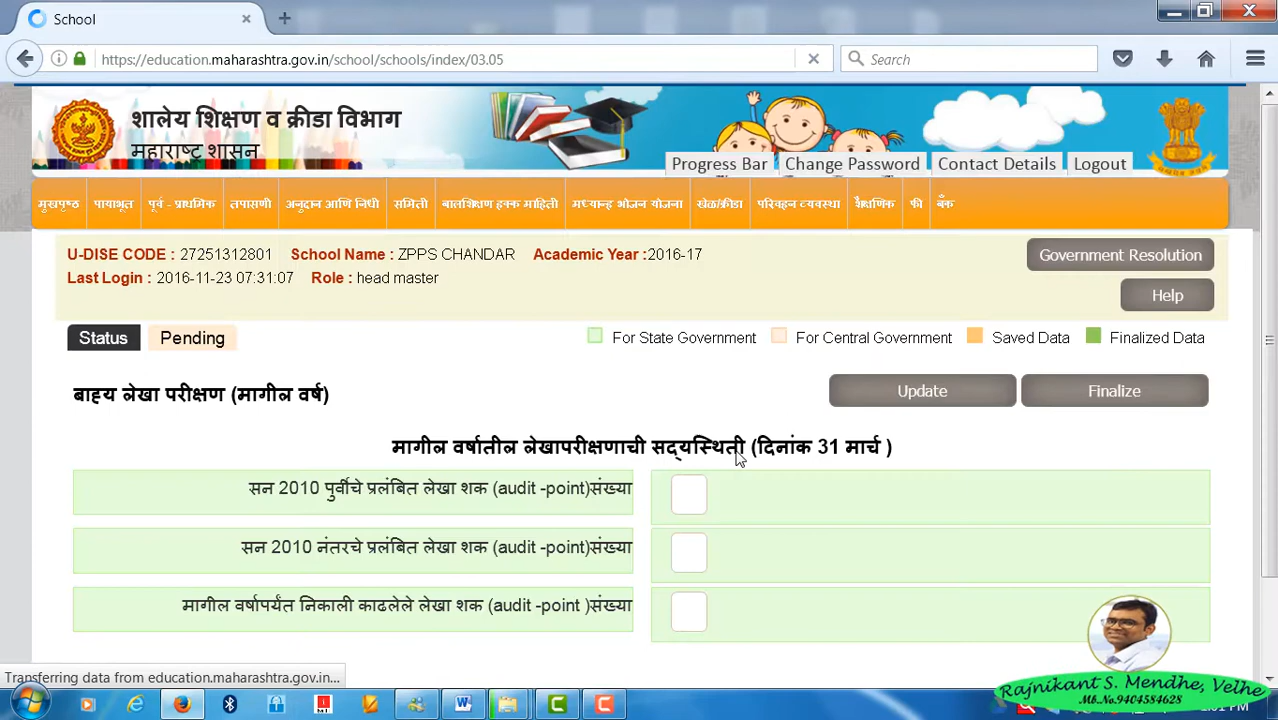 School
https://education.maharashtra.gov.in/school/schools/index/03.05
Search
शालेय शिक्षण व क्रीडा विभाग
महाराष्ट्र शासन
Progress Bar Change Password Contact Details Logout
मुखपृष्ठ पायाभूत पूर्व - प्राथमिक तपासणी अनुदान आणि निधी समिती बालशिक्षण हक्क माहिती मध्यान्ह भोजन योजना खेळ/क्रीडा परिवहन व्यवस्था शैक्षणिक फी बँक
U-DISE CODE : 27251312801 School Name : ZPPS CHANDAR Academic Year :2016-17
Government Resolution
Last Login : 2016-11-23 07:31:07 Role : head master
Help
Status Pending For State Government For Central Government Saved Data Finalized Data
बाह्य लेखा परीक्षण (मागील वर्ष)
Update Finalize
मागील वर्षातील लेखापरीक्षणाची सद्यस्थिती (दिनांक 31 मार्च )
सन 2010 पुर्वीचे प्रलंबित लेखा शक (audit -point)संख्या
सन 2010 नंतरचे प्रलंबित लेखा शक (audit -point)संख्या
मागील वर्षापर्यंत निकाली काढलेले लेखा शक (audit -point )संख्या
Transferring data from education.maharashtra.gov.in...
Rajnikant S. Mendhe, Velhe
Mb.No.9404584628